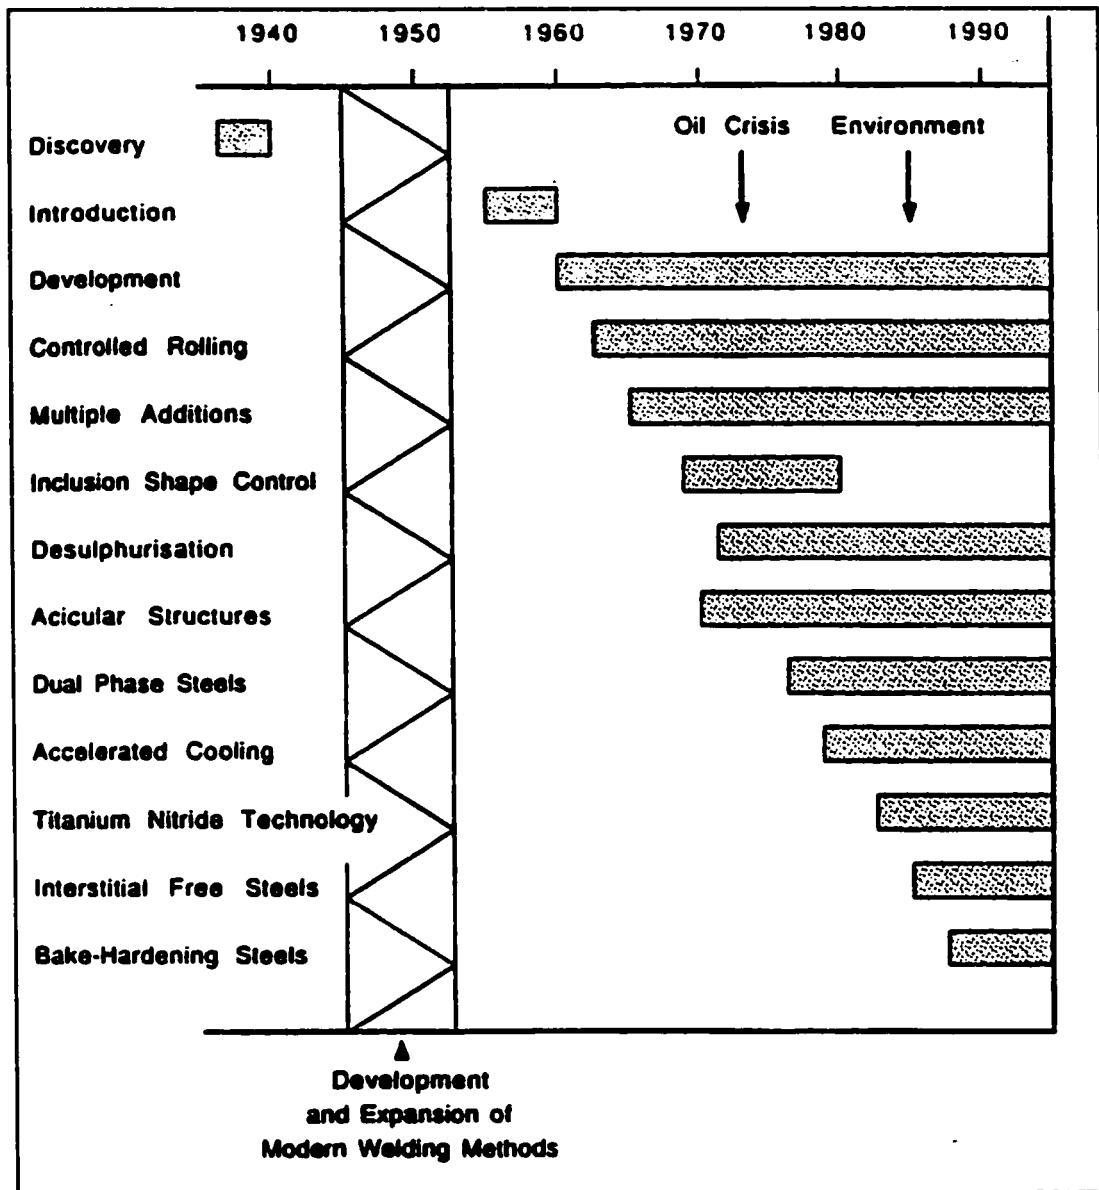 1940 1950 1960 1970 1980 1990
Oil Crisis Environment
Discovery
Introduction
Development
Controlled Rolling
Multiple Additions
Inclusion Shape Control
Desulphurisation
Acicular Structures
Dual Phase Steels
Accelerated Cooling
Titanium Nitride Technology
Interstitial Free Steels
Bake-Hardening Steels
Development
and Expansion of
Modern Welding Methods